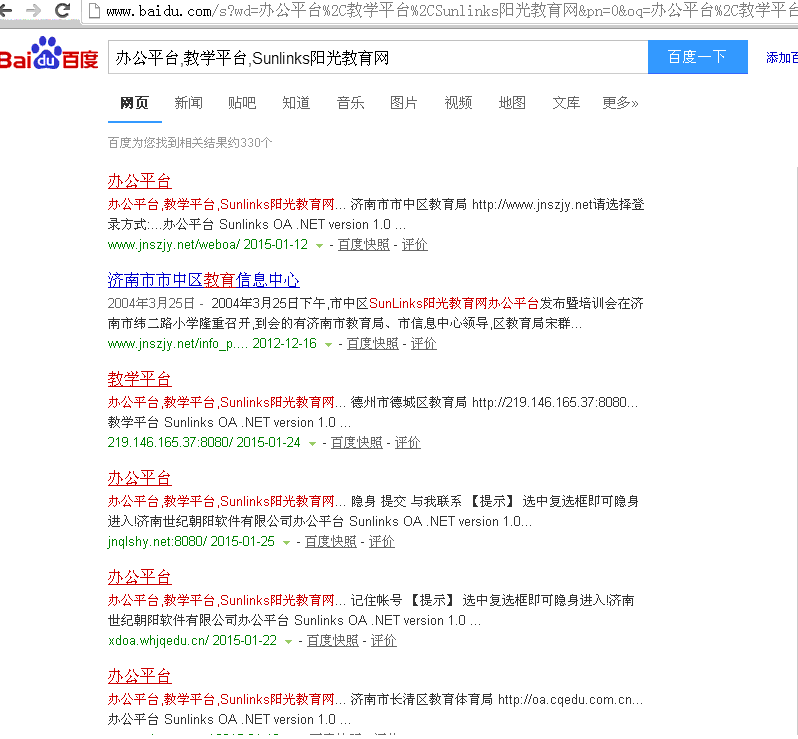 www.baidu.com/s?wd=办公平台%2C教学平台%2CSunlinks阳光教育网&pn=0&oq=办公平台%2C教学平台
Bai du 百度
办公平台,教学平台,Sunlinks阳光教育网
百度一下
添加百
网页 新闻 贴吧 知道 音乐 图片 视频 地图 文库 更多»
百度为您找到相关结果约330个
办公平台
办公平台,教学平台,Sunlinks阳光教育网... 济南市市中区教育局 http://www.jnszjy.net请选择登
录方式:...办公平台 Sunlinks OA .NET version 1.0 ...
www.jnszjy.net/weboa/ 2015-01-12 - 百度快照 - 评价
济南市市中区教育信息中心
2004年3月25日 - 2004年3月25日下午,市中区SunLinks阳光教育网办公平台发布暨培训会在济
南市纬二路小学隆重召开,到会的有济南市教育局、市信息中心领导,区教育局宋群...
www.jnszjy.net/info_p.... 2012-12-16 - 百度快照 - 评价
教学平台
办公平台,教学平台,Sunlinks阳光教育网... 德州市德城区教育局 http://219.146.165.37:8080...
教学平台 Sunlinks OA .NET version 1.0 ...
219.146.165.37:8080/ 2015-01-24 - 百度快照 - 评价
办公平台
办公平台,教学平台,Sunlinks阳光教育网... 隐身 提交 与我联系 【提示】 选中复选框即可隐身
进入!济南世纪朝阳软件有限公司办公平台 Sunlinks OA .NET version 1.0...
jnqlshy.net:8080/ 2015-01-25 - 百度快照 - 评价
办公平台
办公平台,教学平台,Sunlinks阳光教育网... 记住帐号 【提示】 选中复选框即可隐身进入!济南
世纪朝阳软件有限公司办公平台 Sunlinks OA .NET version 1.0 ...
xdoa.whjqedu.cn/ 2015-01-22 - 百度快照 - 评价
办公平台
办公平台,教学平台,Sunlinks阳光教育网... 济南市长清区教育体育局 http://oa.cqedu.com.cn...
办公平台 Sunlinks OA .NET version 1.0 ...